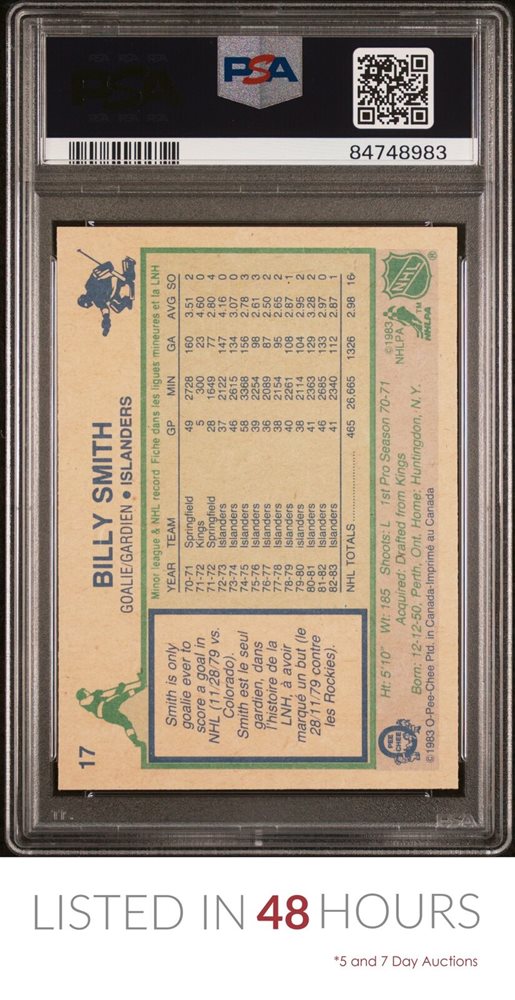 PSA
84748983
17
BILLY SMITH
GOALIE/GARDIEN • ISLANDERS
Smith is only
goalie ever to
score a goal in
NHL (11/28/79 vs.
Colorado).
Smith est le seul
gardien, dans
l'histoire de la
LNH, à avoir
marqué un but (le
28/11/79 contre
les Rockies).
Minor league & NHL record Fiche dans les ligues mineures et la LNH
YEAR TEAM GP MIN GA AVG SO
70-71 Springfield 49 2728 160 3.51 2
71-72 Kings 5 300 23 4.60 0
71-72 Springfield 28 1649 77 2.80 4
72-73 Islanders 37 2122 147 4.16 0
73-74 Islanders 46 2615 134 3.07 0
74-75 Islanders 58 3368 156 2.78 3
75-76 Islanders 39 2254 98 2.61 3
76-77 Islanders 36 2089 87 2.50 2
77-78 Islanders 38 2154 95 2.65 2
78-79 Islanders 40 2261 108 2.87 1
79-80 Islanders 38 2114 104 2.95 2
80-81 Islanders 41 2363 129 3.28 2
81-82 Islanders 46 2685 133 2.97 0
82-83 Islanders 41 2340 112 2.87 1
NHL TOTALS 465 26,665 1326 2.98 16
Ht: 5'10" Wt: 185 Shoots: L 1st Pro Season 70-71
Acquired: Drafted from Kings
Born: 12-12-50, Perth, Ont. Home: Huntingdon, N.Y.
O PEE CHEE
©1983 O-Pee-Chee Ptd. in Canada-Imprimé au Canada
©1983
NHLPA
NHLPA
TM
NHL
®
PSA
LISTED IN 48 HOURS
*5 and 7 Day Auctions